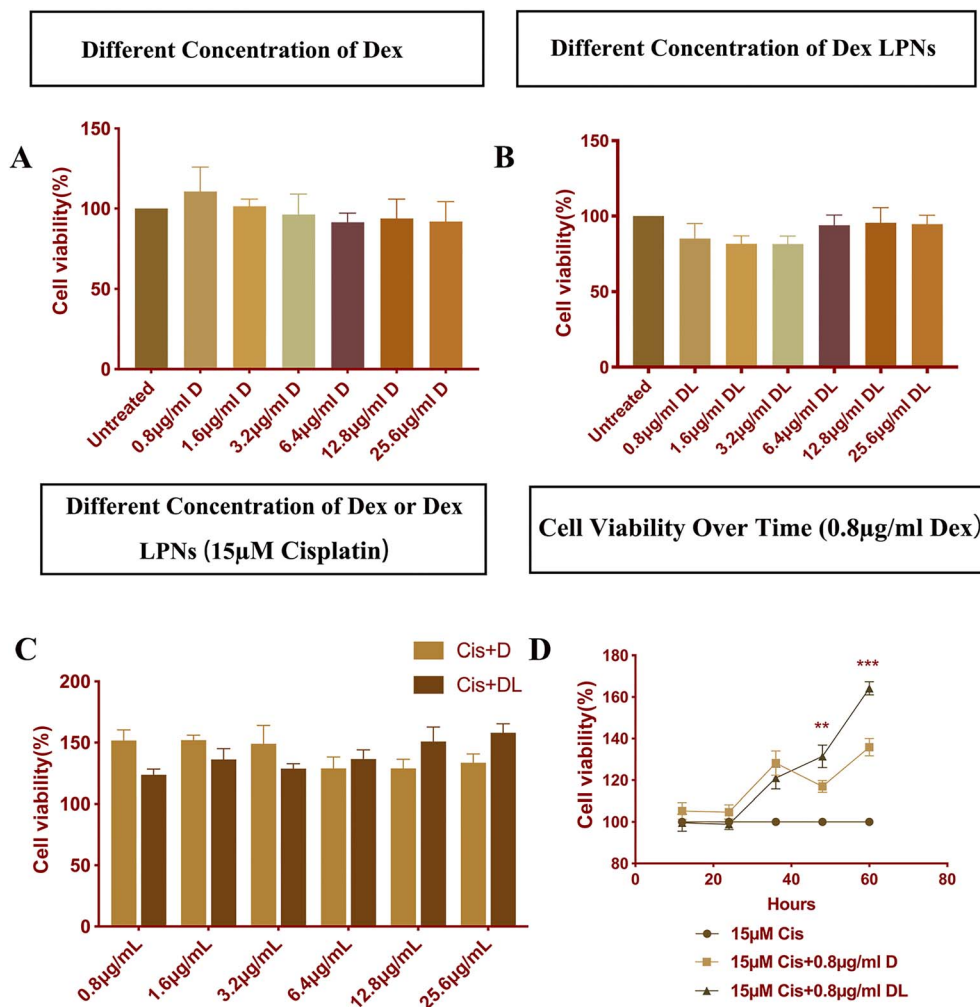 Different Concentration of Dex
Different Concentration of Dex LPNs
A
Cell viability(%)
150
100
50
0
Untreated
0.8μg/ml D
1.6μg/ml D
3.2μg/ml D
6.4μg/ml D
12.8μg/ml D
25.6μg/ml D
B
Cell viability(%)
150
100
50
0
Untreated
0.8μg/ml DL
1.6μg/ml DL
3.2μg/ml DL
6.4μg/ml DL
12.8μg/ml DL
25.6μg/ml DL
Different Concentration of Dex or Dex
LPNs (15μM Cisplatin)
Cell Viability Over Time (0.8μg/ml Dex)
C
Cis+D
Cis+DL
Cell viability(%)
200
150
100
50
0
0.8μg/mL
1.6μg/mL
3.2μg/mL
6.4μg/mL
12.8μg/mL
25.6μg/mL
D
Cell viability(%)
180
160
140
120
100
80
**
***
0
20
40
60
80
Hours
15μM Cis
15μM Cis+0.8μg/ml D
15μM Cis+0.8μg/ml DL